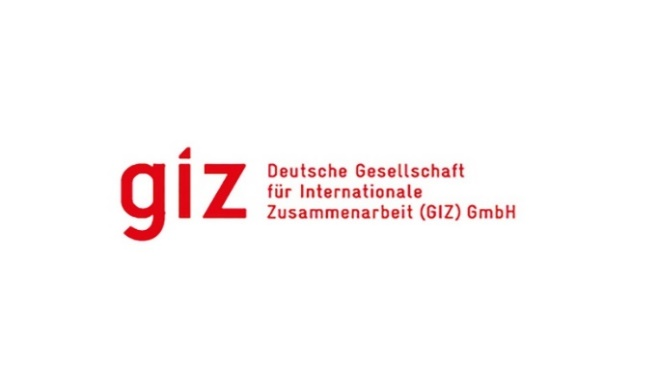 giz
Deutsche Gesellschaft
für Internationale
Zusammenarbeit (GIZ) GmbH